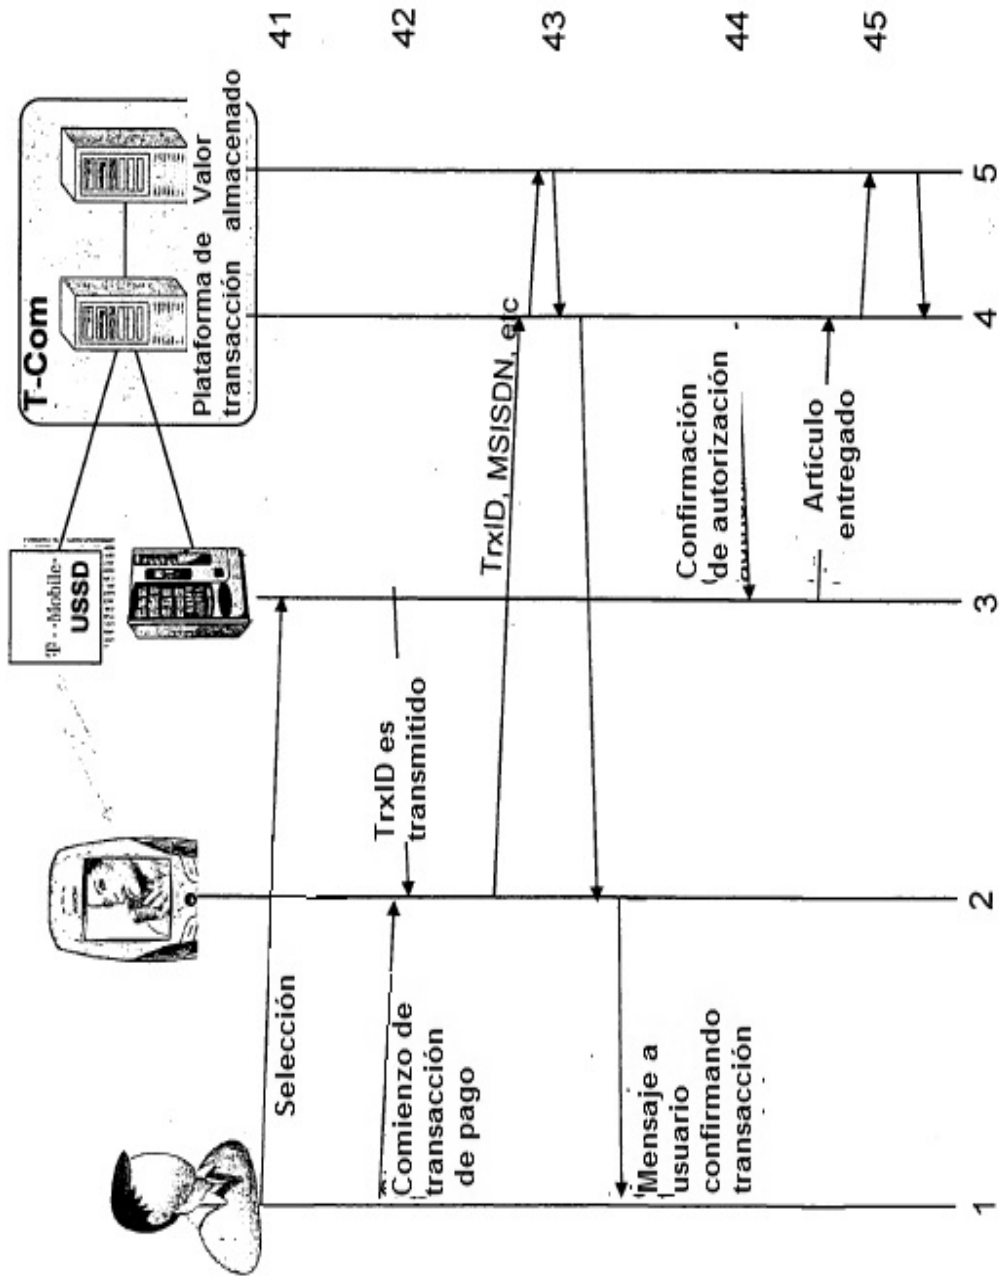 T-Com
Plataforma de
transacción
Valor
almacenado
T--Mobile-
USSD
41
42
43
44
45
Selección
Comienzo de
transacción
de pago
TrxID es
transmitido
TrxID, MSISDN, etc
Mensaje a
usuario
confirmando
transacción
Confirmación
de autorización
Artículo
entregado
1
2
3
4
5